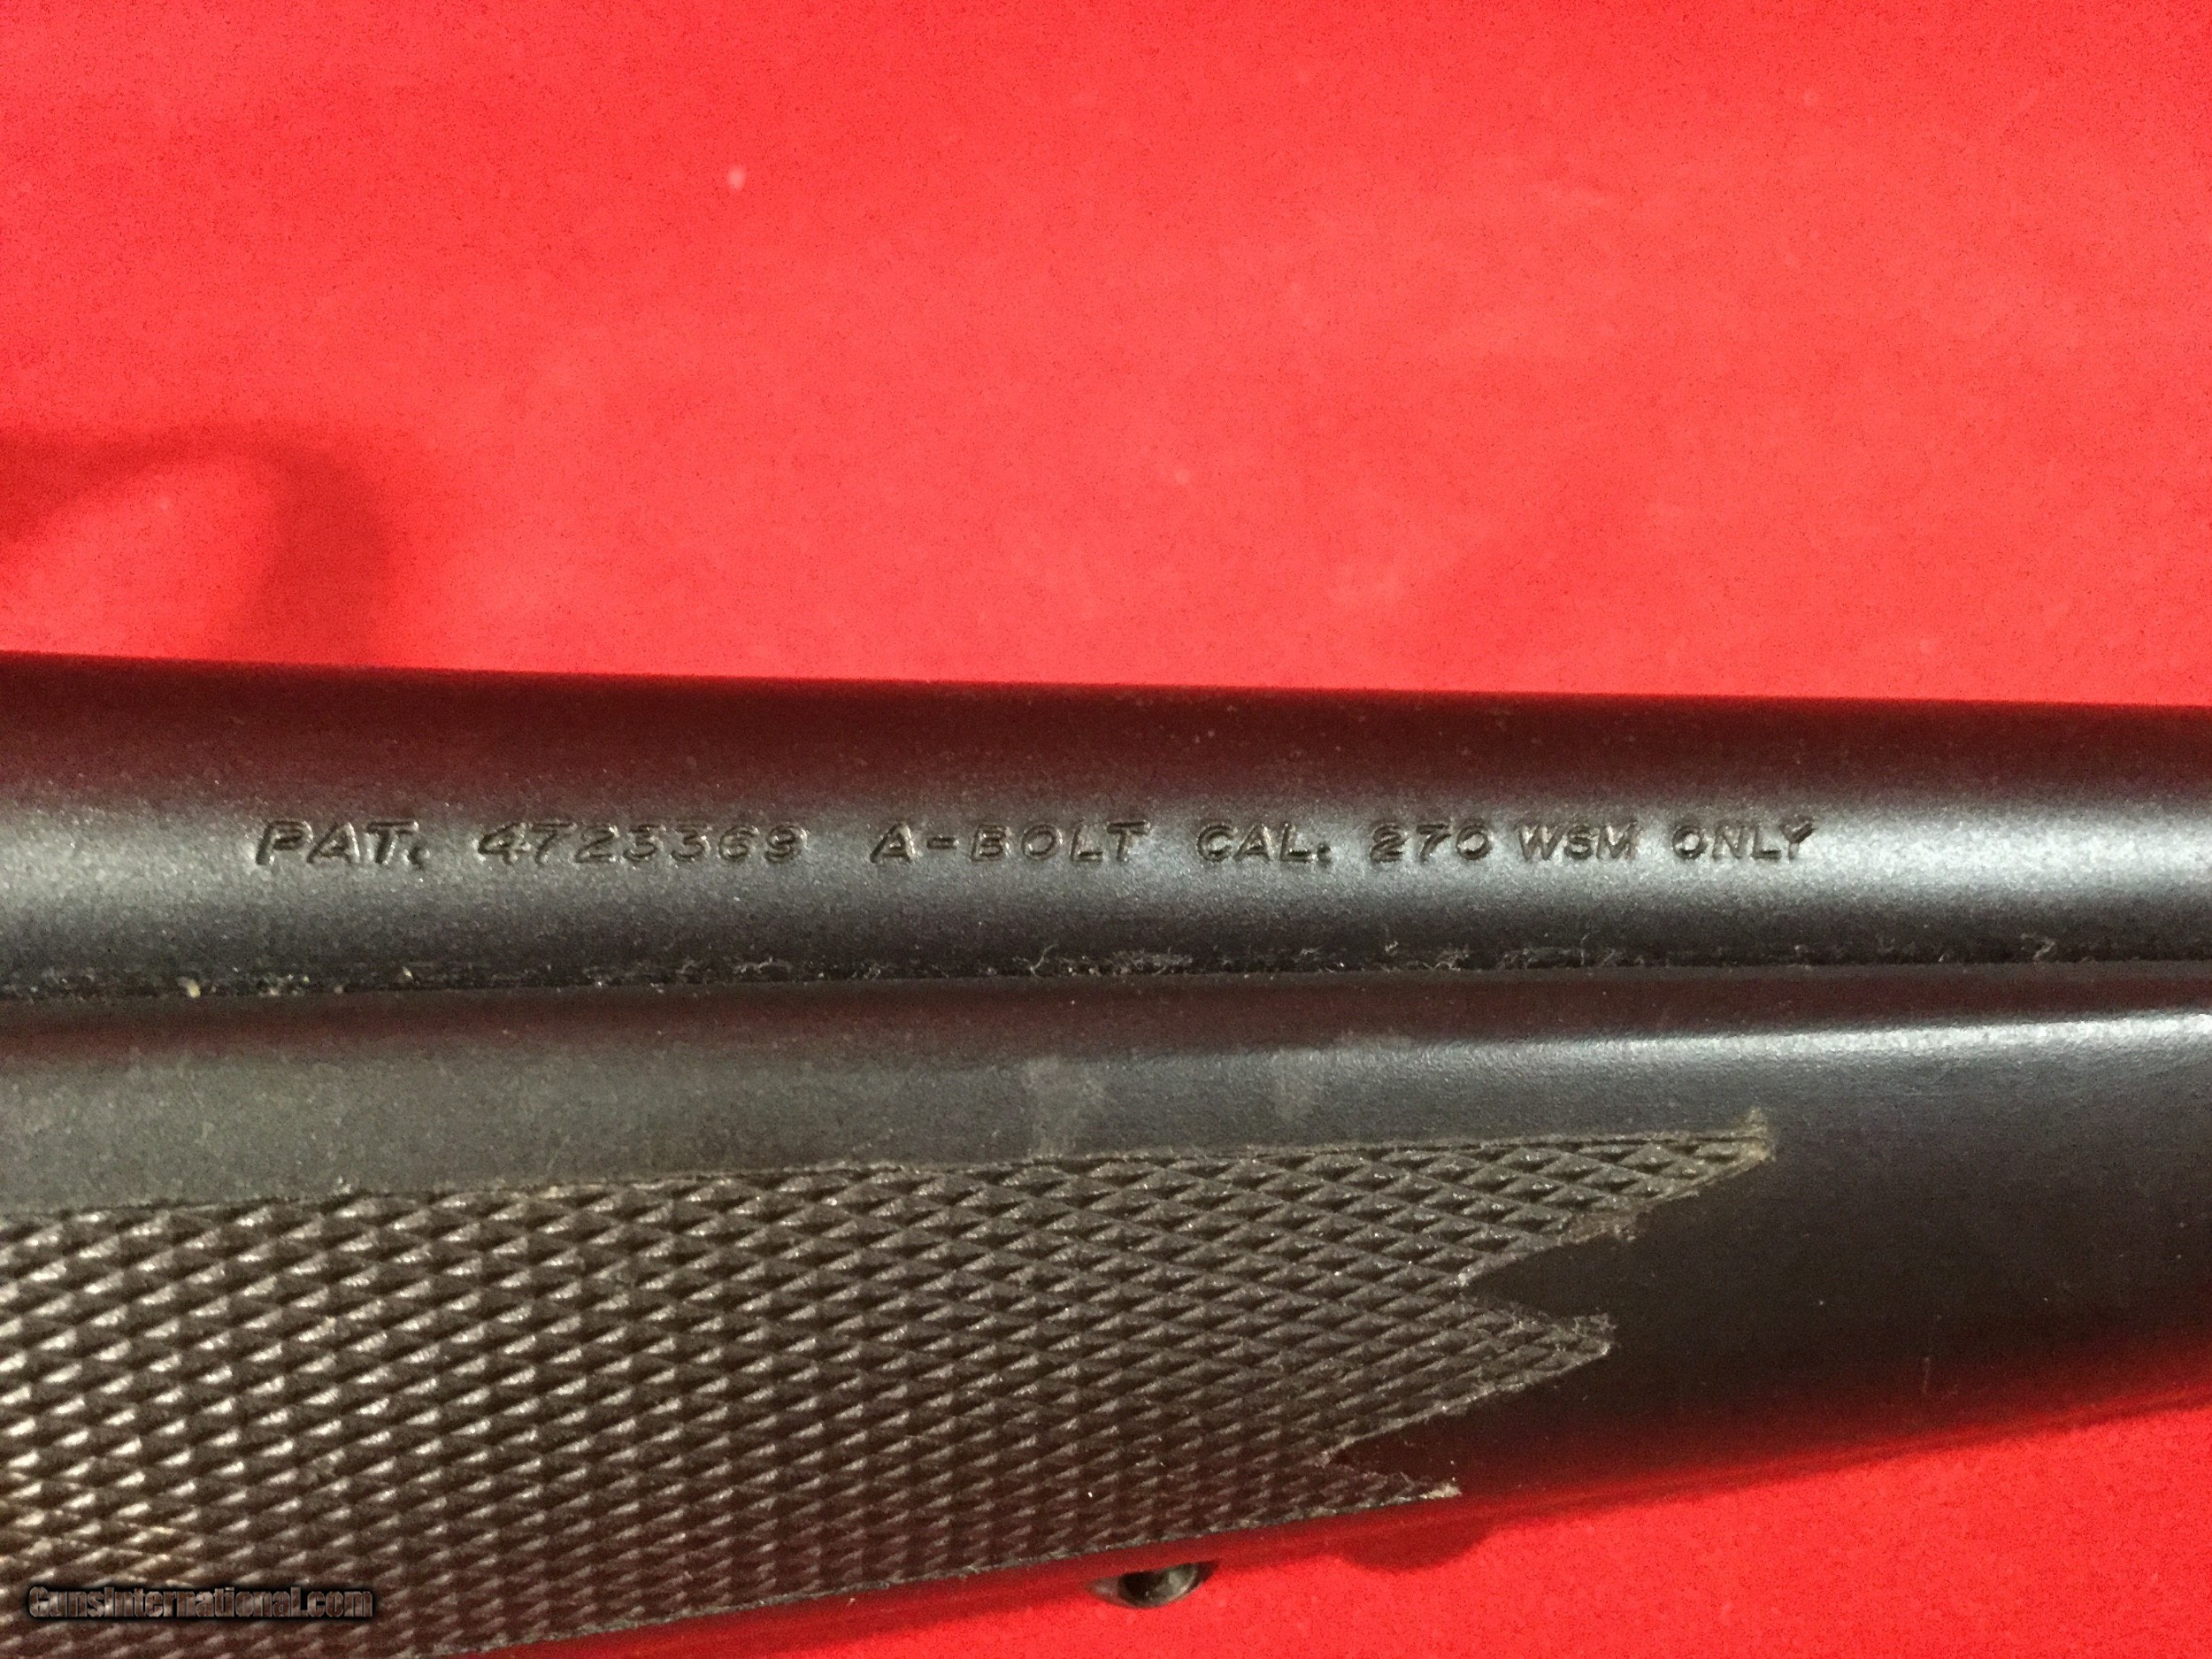 PAT. 4723369 A-BOLT CAL. 270 WSM ONLY
GunsInternational.com